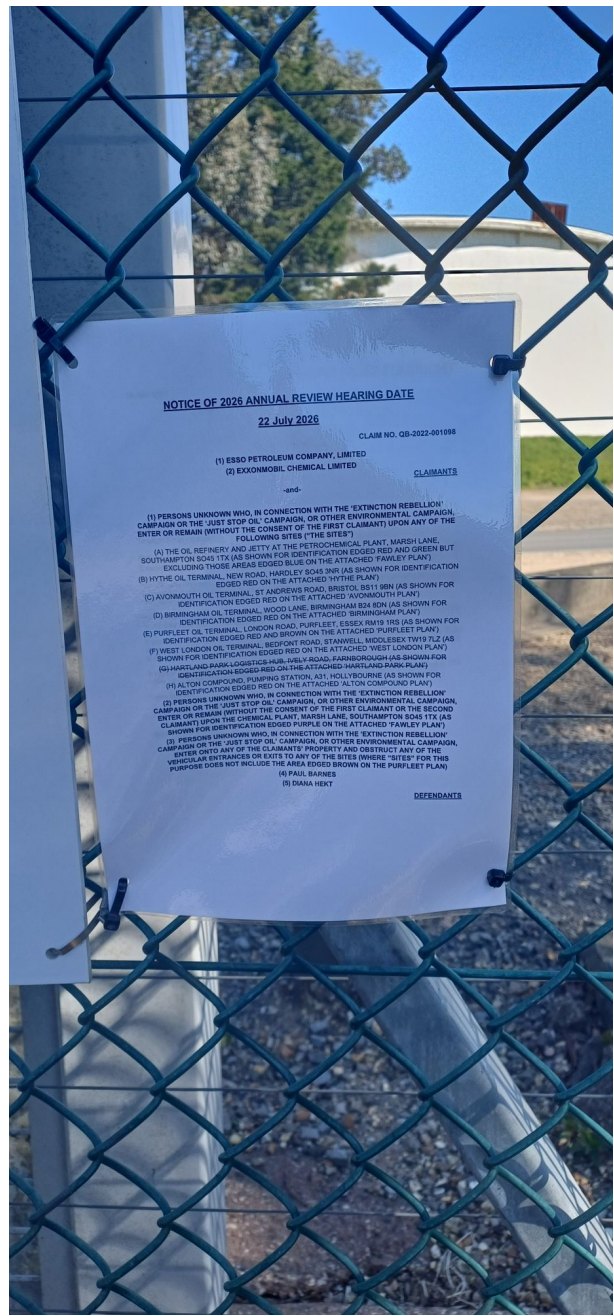 NOTICE OF 2026 ANNUAL REVIEW HEARING DATE
22 July 2026
CLAIM NO. QB-2022-001098
(1) ESSO PETROLEUM COMPANY, LIMITED
(2) EXXONMOBIL CHEMICAL LIMITED
CLAIMANTS
-and-
(1) PERSONS UNKNOWN WHO, IN CONNECTION WITH THE 'EXTINCTION REBELLION'
CAMPAIGN OR THE 'JUST STOP OIL' CAMPAIGN, OR OTHER ENVIRONMENTAL CAMPAIGN,
ENTER OR REMAIN (WITHOUT THE CONSENT OF THE FIRST CLAIMANT) UPON ANY OF THE
FOLLOWING SITES ("THE SITES")
(A) THE OIL REFINERY AND JETTY AT THE PETROCHEMICAL PLANT, MARSH LANE,
SOUTHAMPTON SO45 1TX (AS SHOWN FOR IDENTIFICATION EDGED RED AND GREEN BUT
EXCLUDING THOSE AREAS EDGED BLUE ON THE ATTACHED 'FAWLEY PLAN')
(B) HYTHE OIL TERMINAL, NEW ROAD, HARDLEY SO45 3NR (AS SHOWN FOR IDENTIFICATION
EDGED RED ON THE ATTACHED 'HYTHE PLAN')
(C) AVONMOUTH OIL TERMINAL, ST ANDREWS ROAD, BRISTOL BS11 9BN (AS SHOWN FOR
IDENTIFICATION EDGED RED ON THE ATTACHED 'AVONMOUTH PLAN')
(D) BIRMINGHAM OIL TERMINAL, WOOD LANE, BIRMINGHAM B24 8DN (AS SHOWN FOR
IDENTIFICATION EDGED RED ON THE ATTACHED 'BIRMINGHAM PLAN')
(E) PURFLEET OIL TERMINAL, LONDON ROAD, PURFLEET, ESSEX RM19 1RS (AS SHOWN FOR
IDENTIFICATION EDGED RED AND BROWN ON THE ATTACHED 'PURFLEET PLAN')
(F) WEST LONDON OIL TERMINAL, BEDFONT ROAD, STANWELL, MIDDLESEX TW19 7LZ (AS
SHOWN FOR IDENTIFICATION EDGED RED ON THE ATTACHED 'WEST LONDON PLAN')
(G) HARTLAND PARK LOGISTICS HUB, IVELY ROAD, FARNBOROUGH (AS SHOWN FOR
IDENTIFICATION EDGED RED ON THE ATTACHED 'HARTLAND PARK PLAN')
(H) ALTON COMPOUND, PUMPING STATION, A31, HOLLYBOURNE (AS SHOWN FOR
IDENTIFICATION EDGED RED ON THE ATTACHED 'ALTON COMPOUND PLAN')
(2) PERSONS UNKNOWN WHO, IN CONNECTION WITH THE 'EXTINCTION REBELLION'
CAMPAIGN OR THE 'JUST STOP OIL' CAMPAIGN, OR OTHER ENVIRONMENTAL CAMPAIGN,
ENTER OR REMAIN (WITHOUT THE CONSENT OF THE FIRST CLAIMANT OR THE SECOND
CLAIMANT) UPON THE CHEMICAL PLANT, MARSH LANE, SOUTHAMPTON SO45 1TX (AS
SHOWN FOR IDENTIFICATION EDGED PURPLE ON THE ATTACHED 'FAWLEY PLAN')
(3) PERSONS UNKNOWN WHO, IN CONNECTION WITH THE 'EXTINCTION REBELLION'
CAMPAIGN OR THE 'JUST STOP OIL' CAMPAIGN, OR OTHER ENVIRONMENTAL CAMPAIGN,
ENTER ONTO ANY OF THE CLAIMANTS' PROPERTY AND OBSTRUCT ANY OF THE
VEHICULAR ENTRANCES OR EXITS TO ANY OF THE SITES (WHERE "SITES" FOR THIS
PURPOSE DOES NOT INCLUDE THE AREA EDGED BROWN ON THE PURFLEET PLAN)
(4) PAUL BARNES
(5) DIANA HEKT
DEFENDANTS